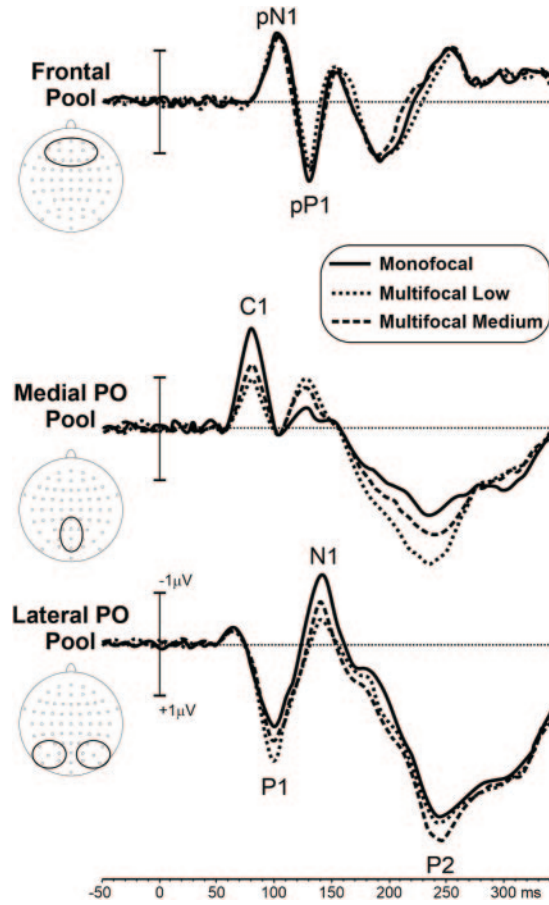 pN1
Frontal
Pool
pP1
Monofocal
Multifocal Low
Multifocal Medium
C1
Medial PO
Pool
N1
-1μV
Lateral PO
Pool
+1μV
P1
P2
-50 0 50 100 150 200 250 300 ms